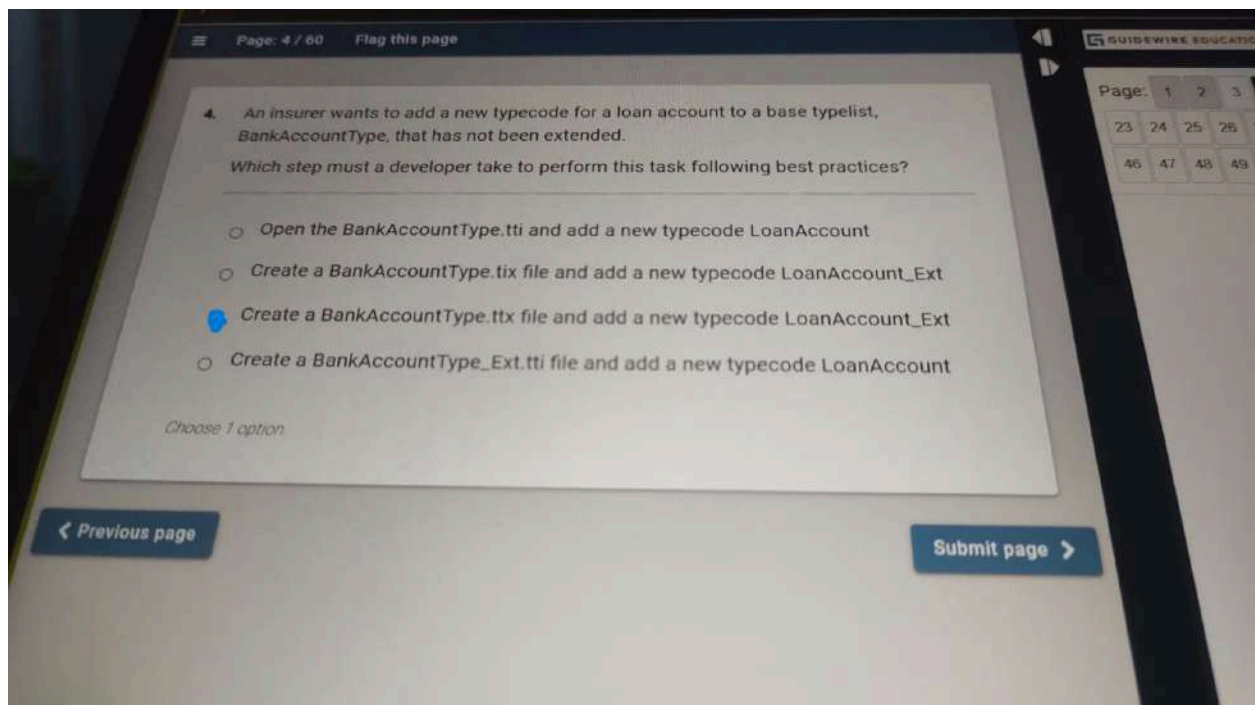 Page: 4 / 60 Flag this page
GUIDEWIRE EDUCATIO
Page: 1 2 3
23 24 25 26
46 47 48 49
4. An insurer wants to add a new typecode for a loan account to a base typelist,
BankAccountType, that has not been extended.
Which step must a developer take to perform this task following best practices?
Open the BankAccountType.tti and add a new typecode LoanAccount
Create a BankAccountType.tix file and add a new typecode LoanAccount_Ext
Create a BankAccountType.ttx file and add a new typecode LoanAccount_Ext
Create a BankAccountType_Ext.tti file and add a new typecode LoanAccount
Choose 1 option
Previous page
Submit page